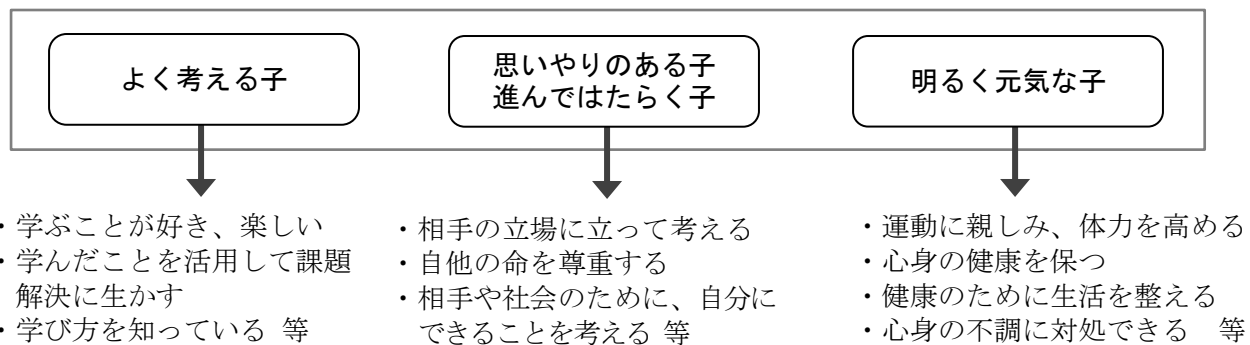 よく考える子
思いやりのある子
進んではたらく子
明るく元気な子
・学ぶことが好き、楽しい
・学んだことを活用して課題
解決に生かす
・学び方を知っている 等
・相手の立場に立って考える
・自他の命を尊重する
・相手や社会のために、自分に
できることを考える 等
・運動に親しみ、体力を高める
・心身の健康を保つ
・健康のために生活を整える
・心身の不調に対処できる 等